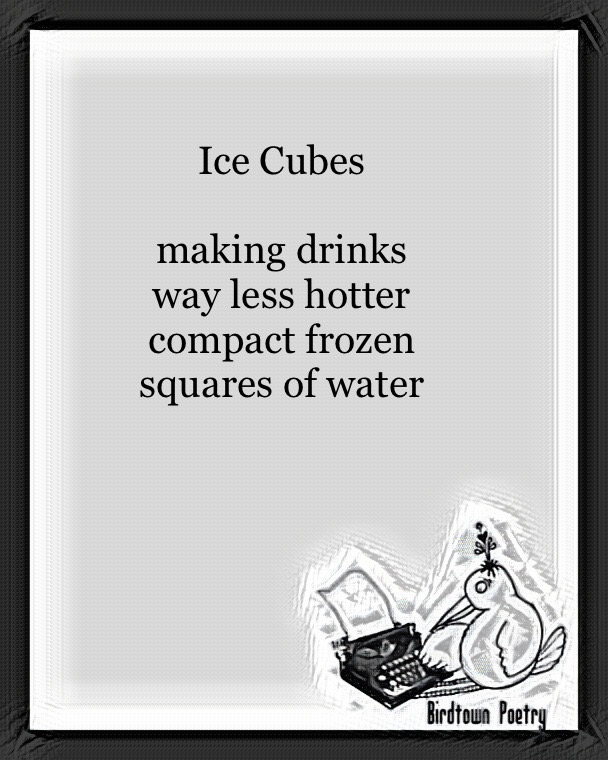 Ice Cubes
making drinks
way less hotter
compact frozen
squares of water
Birdtown Poetry